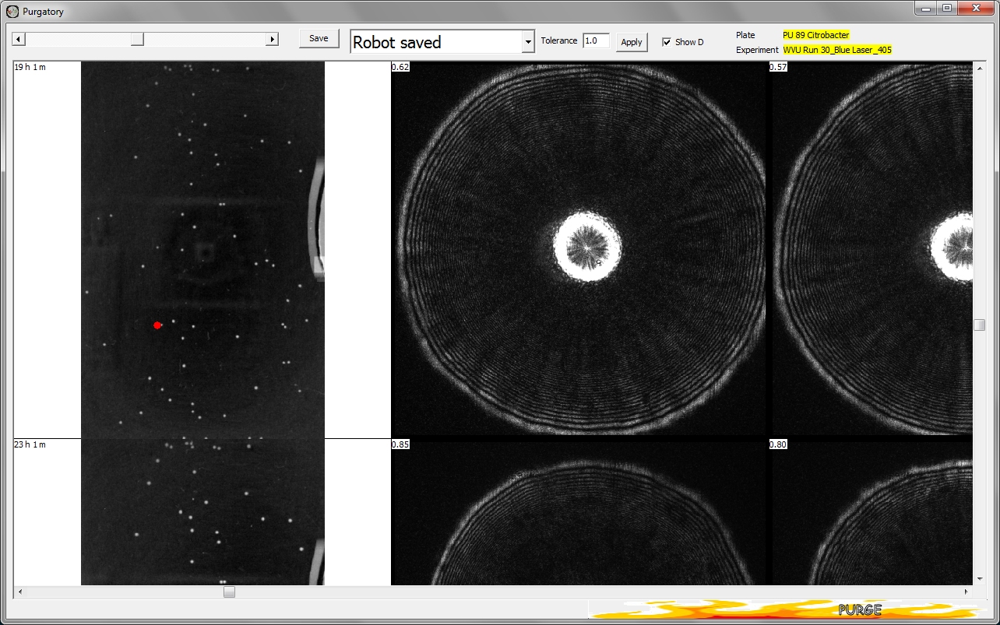 Purgatory
Save
Robot saved
Tolerance 1.0
Apply
Show D
Plate PU 89 Citrobacter
Experiment WVU Run 30_Blue Laser_405
19 h 1 m
0.62
0.57
23 h 1 m
0.85
0.80
PURGE